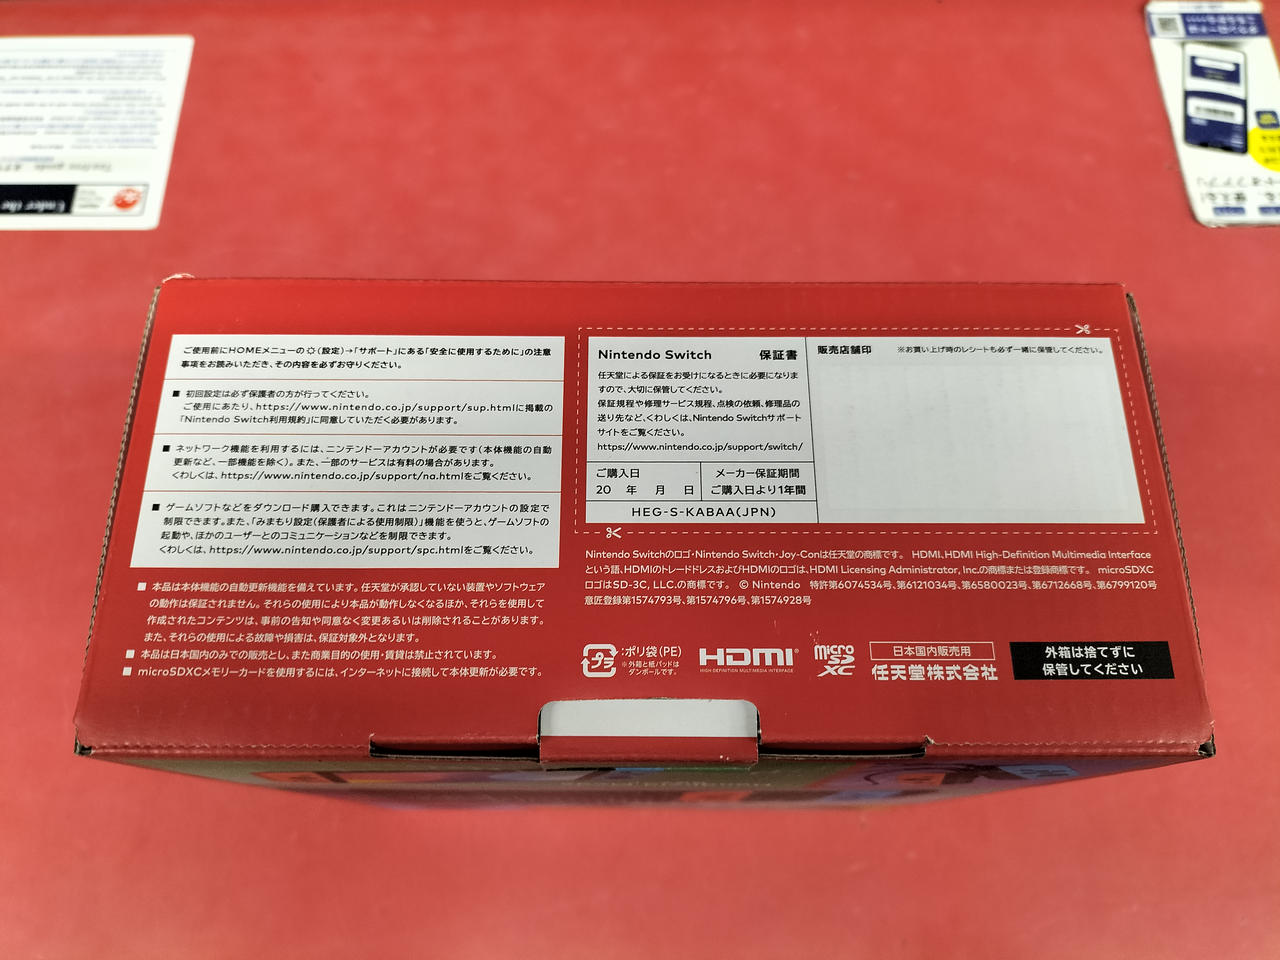 Under the
ご使用前にHOMEメニューの(設定)→「サポート」にある「安全に使用するために」の注意
事項をお読みいただき、その内容を必ずお守りください。
■ 初回設定は必ず保護者の方が行ってください。
ご使用にあたり、https://www.nintendo.co.jp/support/sup.htmlに掲載の
「Nintendo Switch利用規約」に同意していただく必要があります。
■ ネットワーク機能を利用するには、ニンテンドーアカウントが必要です(本体機能の自動
更新など、一部機能を除く)。また、一部のサービスは有料の場合があります。
くわしくは、https://www.nintendo.co.jp/support/na.htmlをご覧ください。
■ ゲームソフトなどをダウンロード購入できます。これはニンテンドーアカウントの設定で
制限できます。また、「みまもり設定(保護者による使用制限)」機能を使うと、ゲームソフトの
起動や、ほかのユーザーとのコミュニケーションなどを制限できます。
くわしくは、https://www.nintendo.co.jp/support/spc.htmlをご覧ください。
■ 本品は本体機能の自動更新機能を備えています。任天堂が承認していない装置やソフトウェア
の動作は保証されません。それらの使用により本品が動作しなくなるほか、それらを使用して
作成されたコンテンツは、事前の告知や同意なく変更あるいは削除されることがあります。
また、それらの使用による故障や損害は、保証対象外となります。
■ 本品は日本国内のみでの販売とし、また商業目的の使用・賃貸は禁止されています。
■ microSDXCメモリーカードを使用するには、インターネットに接続して本体更新が必要です。
Nintendo Switch 保証書
任天堂による保証をお受けになるときに必要になりま
すので、大切に保管してください。
保証規程や修理サービス規程、点検の依頼、修理品の
送り先など、くわしくは、Nintendo Switchサポート
サイトをご覧ください。
https://www.nintendo.co.jp/support/switch/
ご購入日
20 年 月 日
メーカー保証期間
ご購入日より1年間
HEG-S-KABAA(JPN)
販売店舗印 ※お買い上げ時のレシートも必ず一緒に保管してください。
Nintendo Switchのロゴ・Nintendo Switch・Joy-Conは任天堂の商標です。 HDMI、HDMI High-Definition Multimedia Interface
という語、HDMIのトレードドレスおよびHDMIのロゴは、HDMI Licensing Administrator, Inc.の商標または登録商標です。 microSDXC
ロゴはSD-3C, LLC.の商標です。 © Nintendo 特許第6074534号、第6121034号、第6580023号、第6712668号、第6799120号
意匠登録第1574793号、第1574796号、第1574928号
プラ
:ポリ袋(PE)
※外箱と紙パッドは
ダンボールです。
HDMI
HIGH-DEFINITION MULTIMEDIA INTERFACE
micro
SD
XC
日本国内販売用
任天堂株式会社
外箱は捨てずに
保管してください